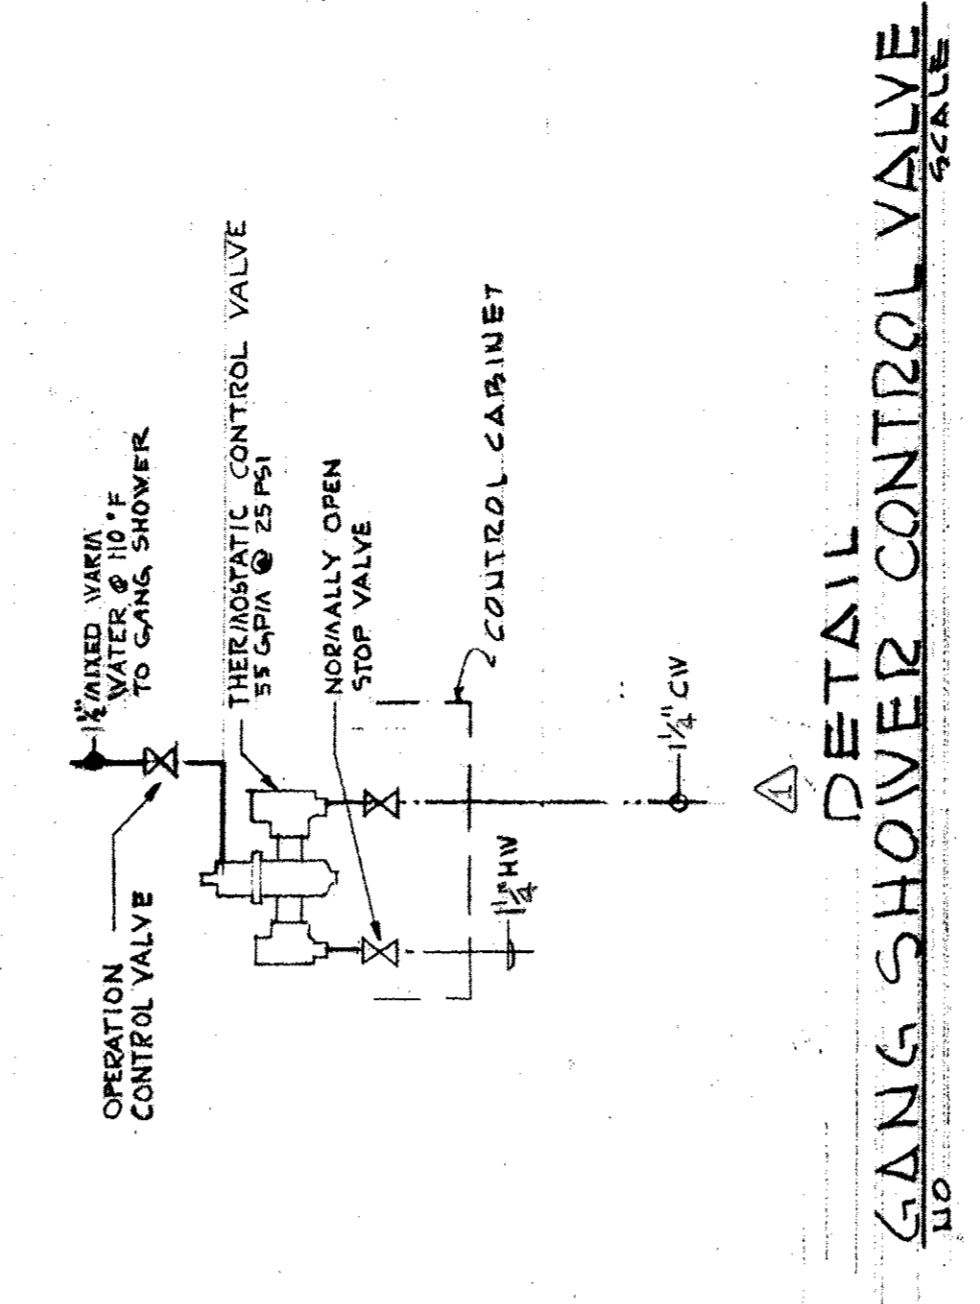 1½" MIXED WARM
WATER @ 110 °F
TO GANG SHOWER
OPERATION
CONTROL VALVE
THERMOSTATIC CONTROL VALVE
55 GPM @ 25 PSI
NORMALLY OPEN
STOP VALVE
CONTROL CABINET
1¼" HW
1¼" CW
1
DETAIL
GANG SHOWER CONTROL VALVE
NO SCALE